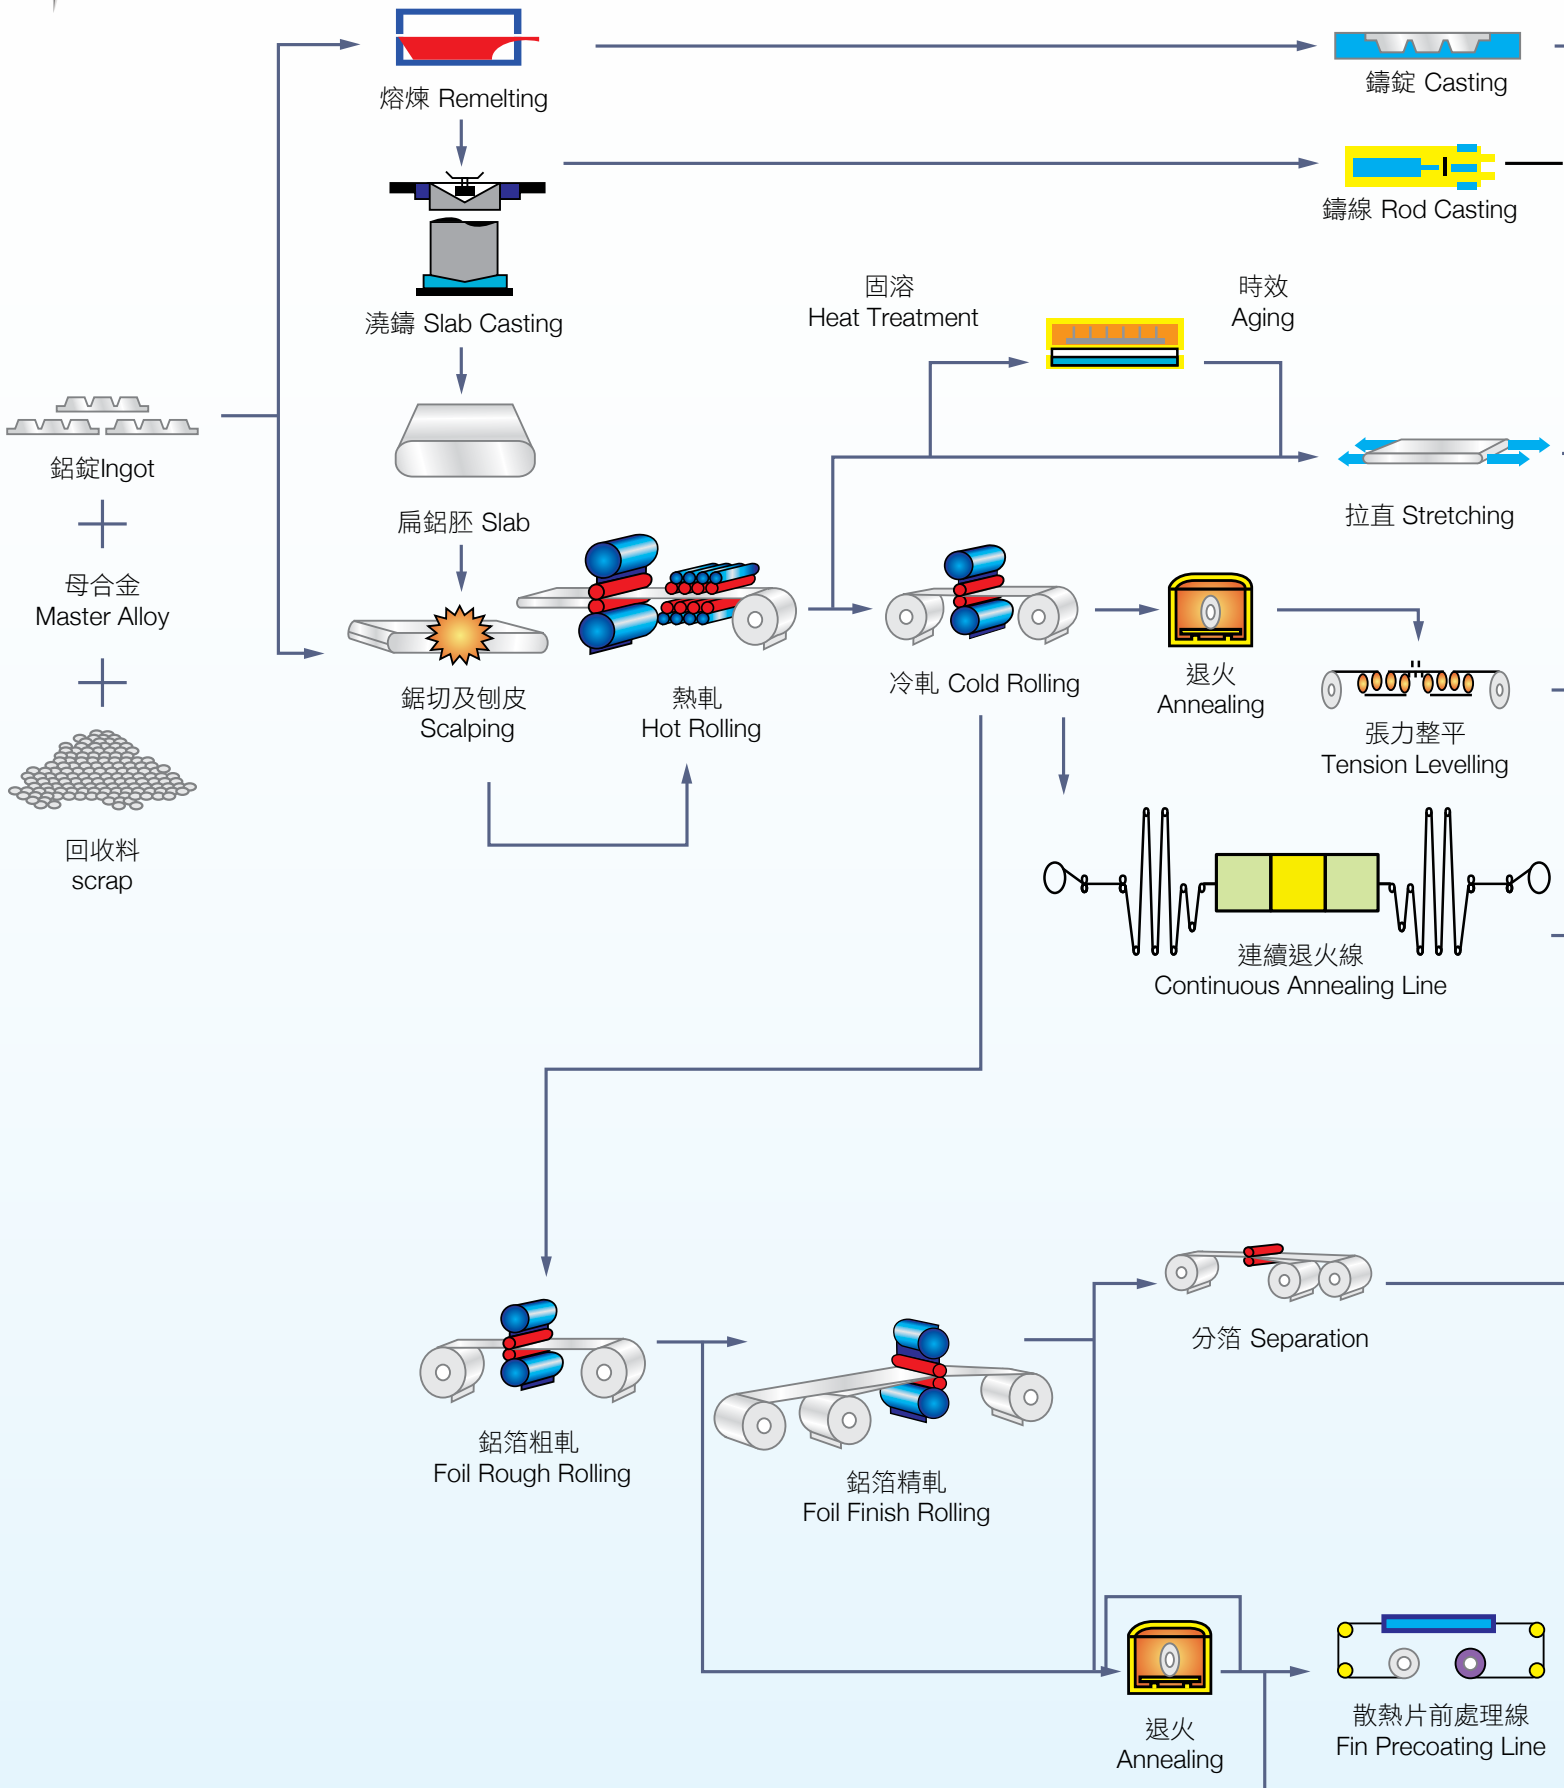 熔煉 Remelting
鑄錠 Casting
鑄線 Rod Casting
澆鑄 Slab Casting
固溶
Heat Treatment
時效
Aging
鋁錠Ingot
扁鋁胚 Slab
拉直 Stretching
母合金
Master Alloy
鋸切及刨皮
Scalping
熱軋
Hot Rolling
冷軋 Cold Rolling
退火
Annealing
張力整平
Tension Levelling
回收料
scrap
連續退火線
Continuous Annealing Line
分箔 Separation
鋁箔粗軋
Foil Rough Rolling
鋁箔精軋
Foil Finish Rolling
退火
Annealing
散熱片前處理線
Fin Precoating Line